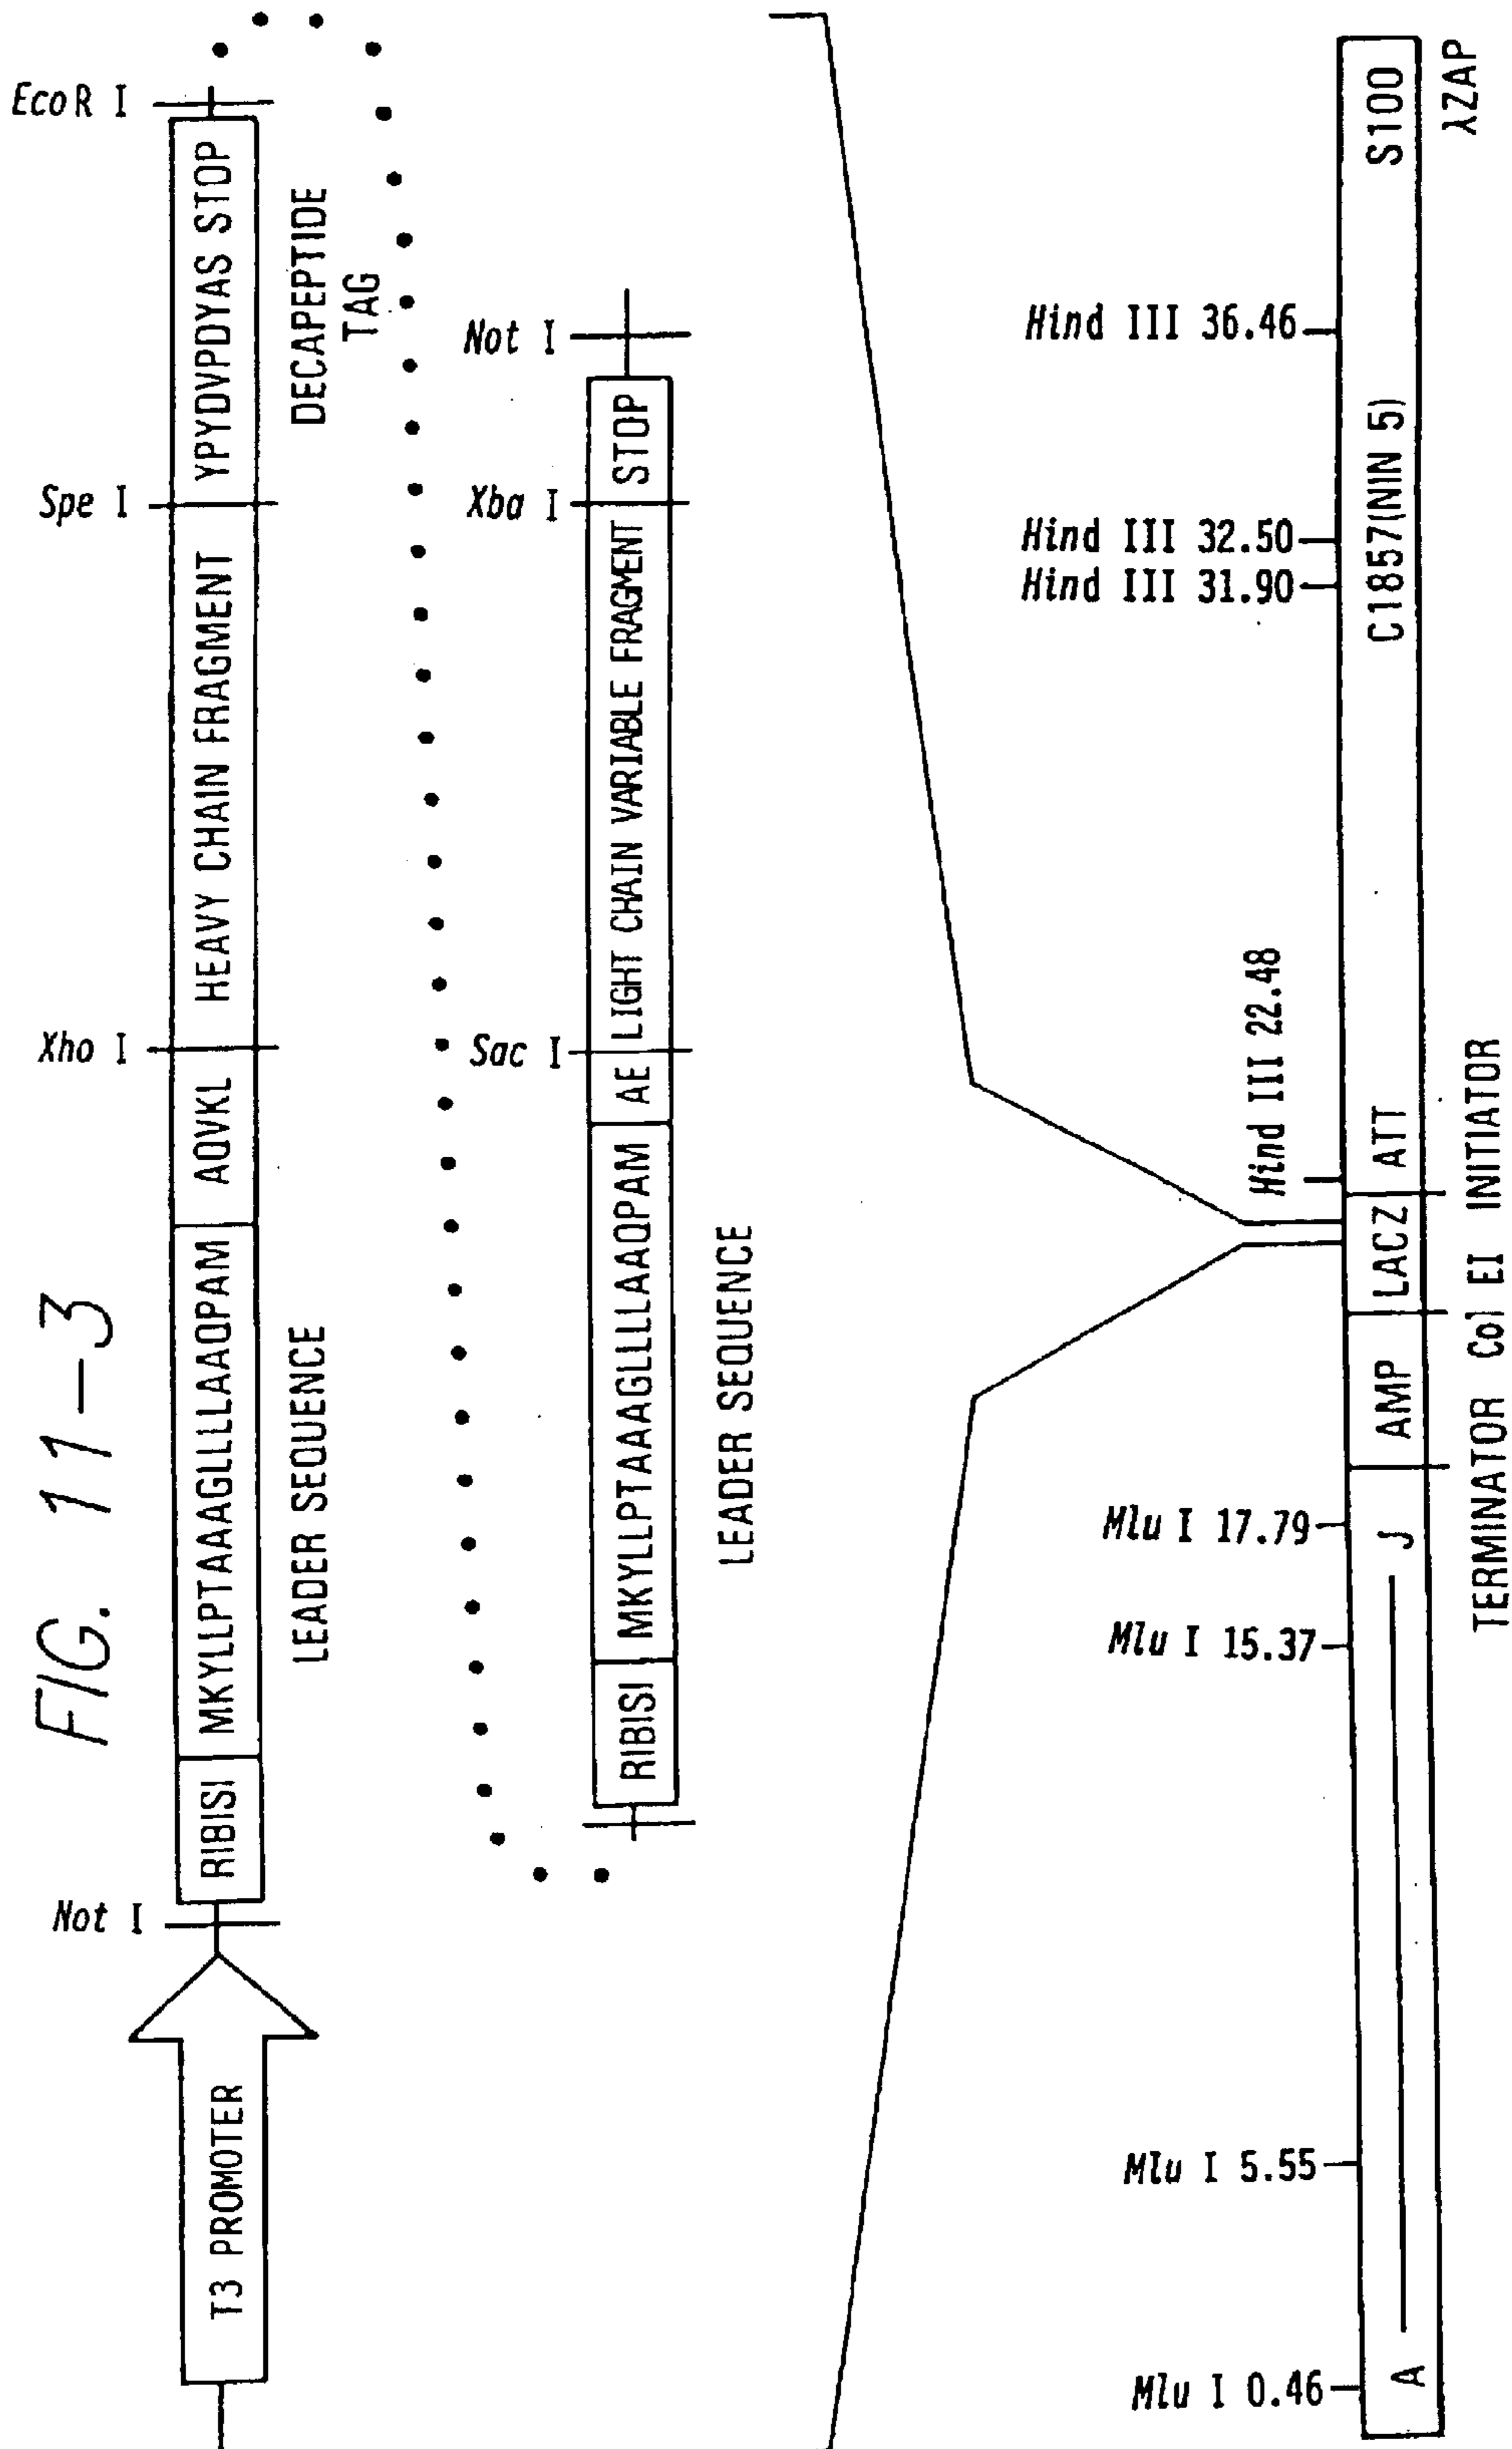 FIG. 11-3
Not I
Xho I
Spe I
EcoR I
T3 PROMOTER
RIBISI
MKYLLPTAAAGLLLLAAQPAM
AQVKL
HEAVY CHAIN FRAGMENT
YPYDVPDYAS STOP
LEADER SEQUENCE
DECAPEPTIDE
TAG
Sac I
Xba I
Not I
RIBISI
MKYLLPTAAAGLLLLAAQPAM
AE
LIGHT CHAIN VARIABLE FRAGMENT
STOP
LEADER SEQUENCE
Mlu I 0.46
Mlu I 5.55
Mlu I 15.37
Mlu I 17.79
Hind III 22.48
Hind III 31.90
Hind III 32.50
Hind III 36.46
A
J
AMP
LACZ
ATT
C1857(NIN 5)
S100
TERMINATOR Col EI INITIATOR
λZAP